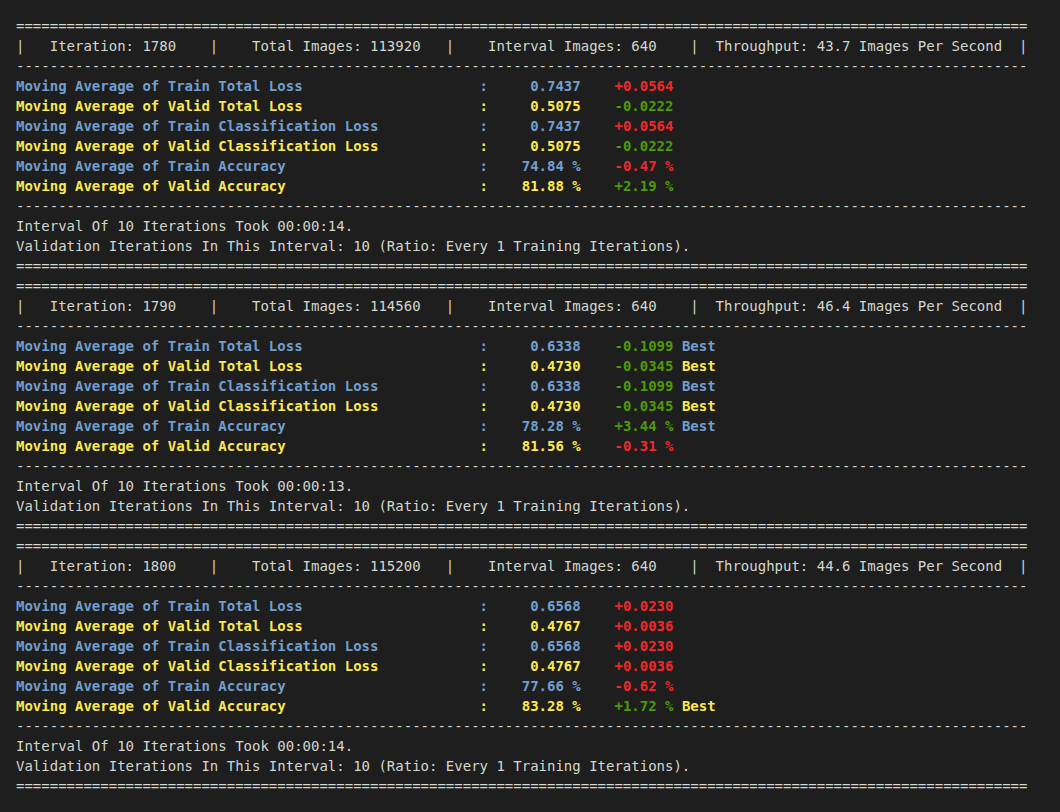 ========================================================================================================================
|   Iteration: 1780    |    Total Images: 113920   |    Interval Images: 640    |  Throughput: 43.7 Images Per Second  |
------------------------------------------------------------------------------------------------------------------------
Moving Average of Train Total Loss                     :     0.7437    +0.0564
Moving Average of Valid Total Loss                     :     0.5075    -0.0222
Moving Average of Train Classification Loss            :     0.7437    +0.0564
Moving Average of Valid Classification Loss            :     0.5075    -0.0222
Moving Average of Train Accuracy                       :    74.84 %    -0.47 %
Moving Average of Valid Accuracy                       :    81.88 %    +2.19 %
------------------------------------------------------------------------------------------------------------------------
Interval Of 10 Iterations Took 00:00:14.
Validation Iterations In This Interval: 10 (Ratio: Every 1 Training Iterations).
========================================================================================================================
========================================================================================================================
|   Iteration: 1790    |    Total Images: 114560   |    Interval Images: 640    |  Throughput: 46.4 Images Per Second  |
------------------------------------------------------------------------------------------------------------------------
Moving Average of Train Total Loss                     :     0.6338    -0.1099 Best
Moving Average of Valid Total Loss                     :     0.4730    -0.0345 Best
Moving Average of Train Classification Loss            :     0.6338    -0.1099 Best
Moving Average of Valid Classification Loss            :     0.4730    -0.0345 Best
Moving Average of Train Accuracy                       :    78.28 %    +3.44 % Best
Moving Average of Valid Accuracy                       :    81.56 %    -0.31 %
------------------------------------------------------------------------------------------------------------------------
Interval Of 10 Iterations Took 00:00:13.
Validation Iterations In This Interval: 10 (Ratio: Every 1 Training Iterations).
========================================================================================================================
========================================================================================================================
|   Iteration: 1800    |    Total Images: 115200   |    Interval Images: 640    |  Throughput: 44.6 Images Per Second  |
------------------------------------------------------------------------------------------------------------------------
Moving Average of Train Total Loss                     :     0.6568    +0.0230
Moving Average of Valid Total Loss                     :     0.4767    +0.0036
Moving Average of Train Classification Loss            :     0.6568    +0.0230
Moving Average of Valid Classification Loss            :     0.4767    +0.0036
Moving Average of Train Accuracy                       :    77.66 %    -0.62 %
Moving Average of Valid Accuracy                       :    83.28 %    +1.72 % Best
------------------------------------------------------------------------------------------------------------------------
Interval Of 10 Iterations Took 00:00:14.
Validation Iterations In This Interval: 10 (Ratio: Every 1 Training Iterations).
========================================================================================================================